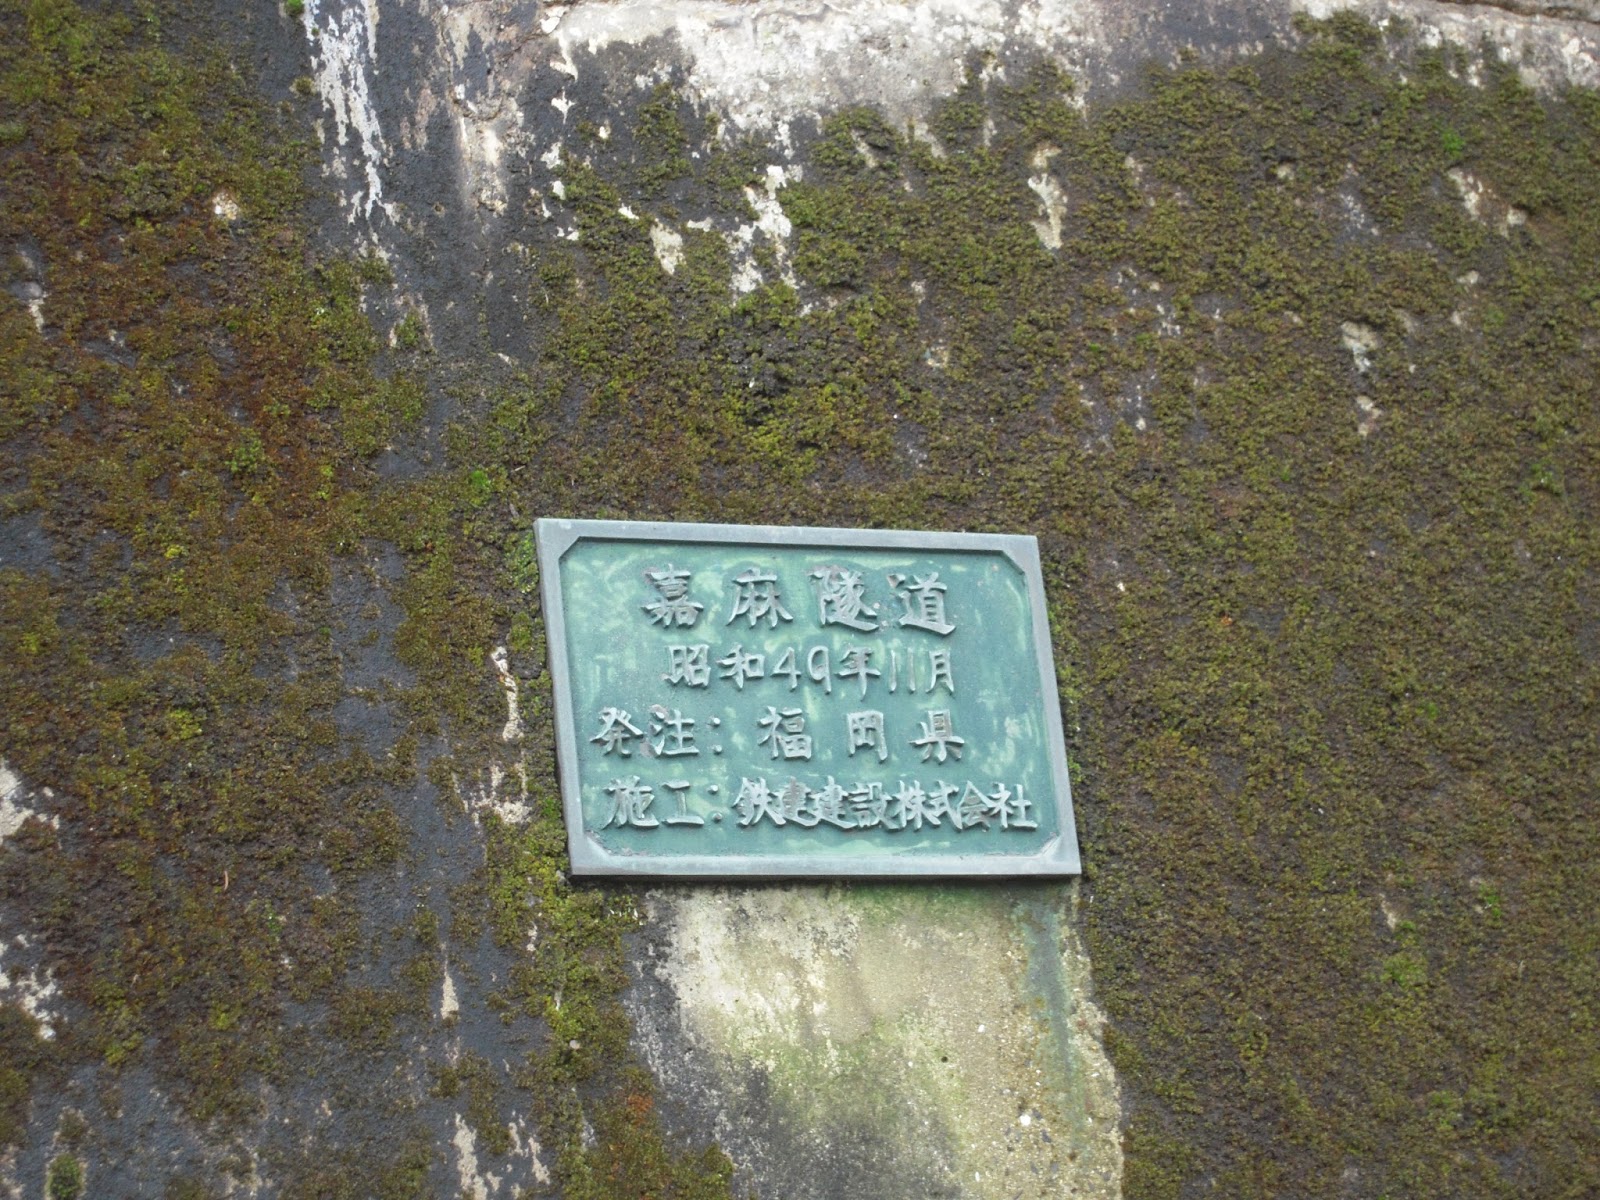 嘉麻隧道
昭和49年11月
発注：福岡県
施工：鉄建建設株式会社